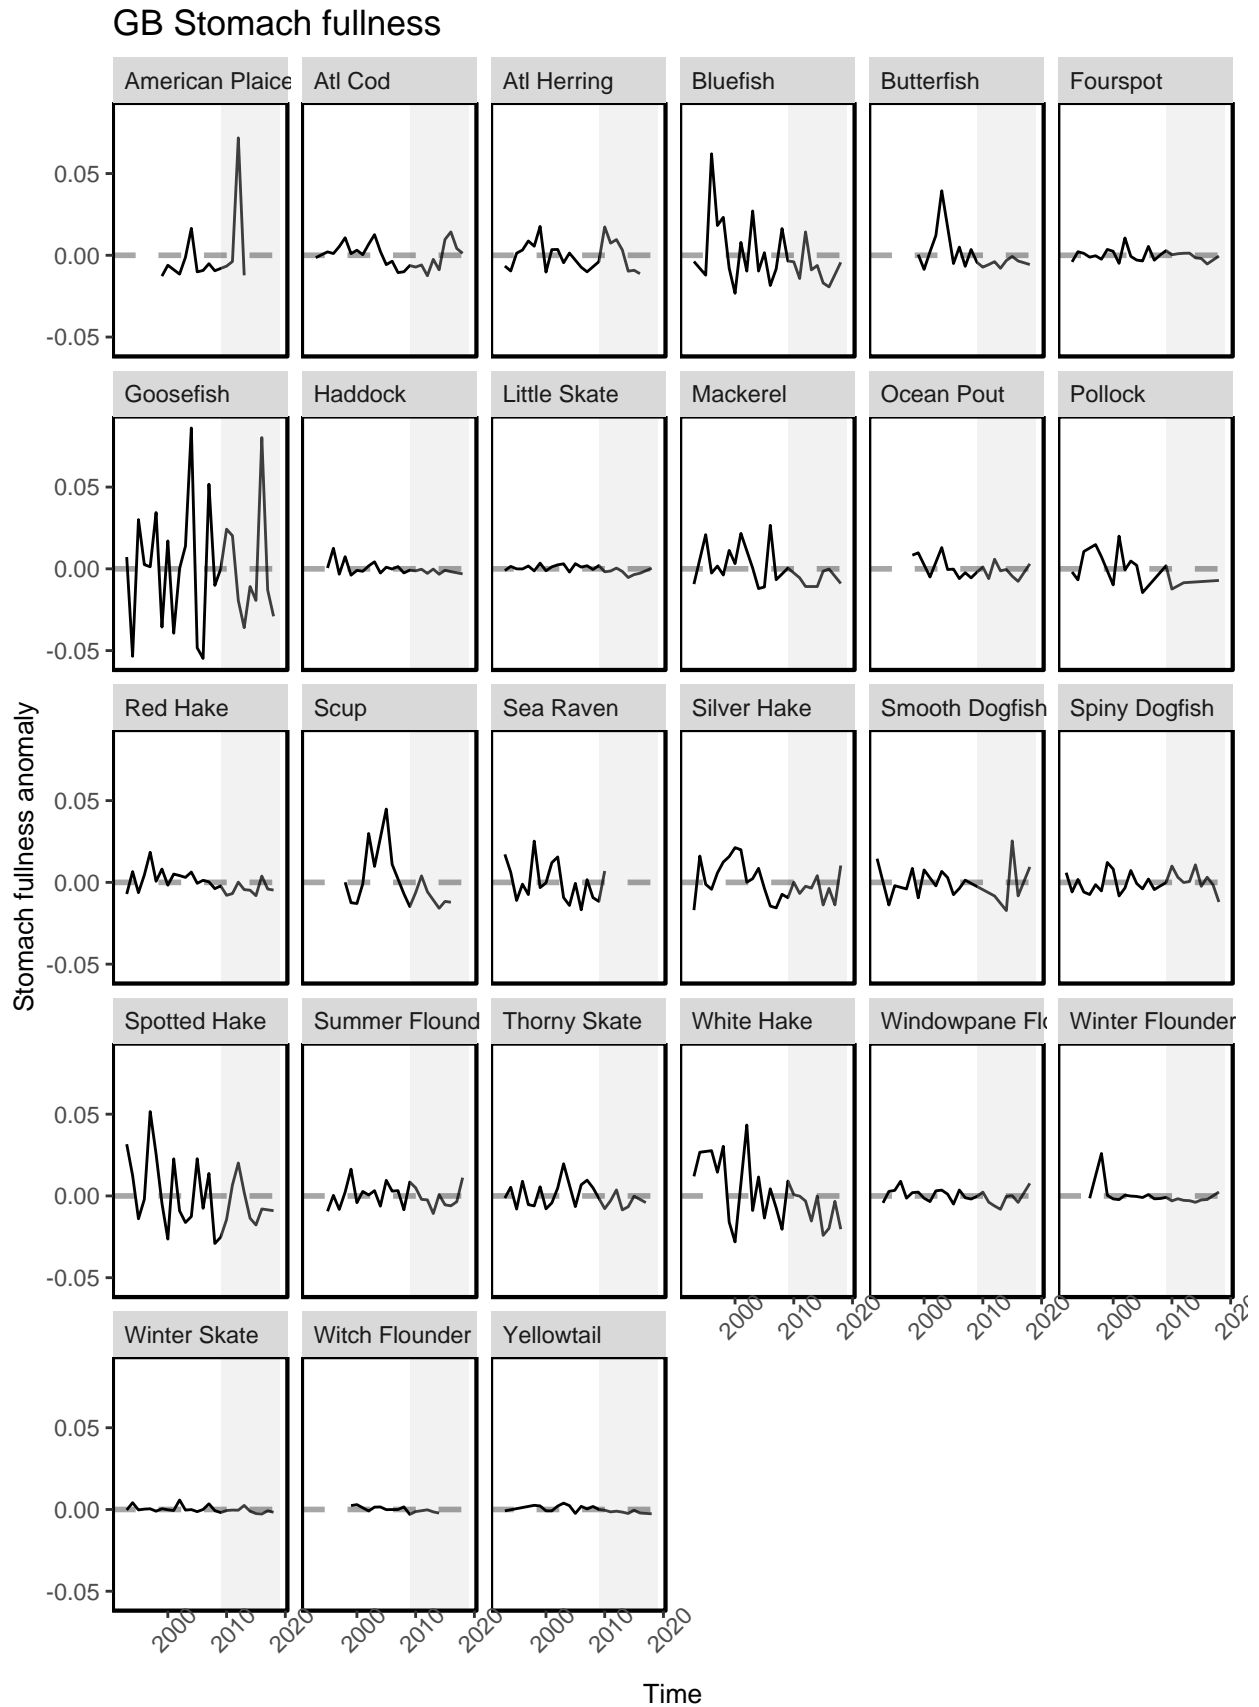 GB Stomach fullness
American Plaice Atl Cod Atl Herring Bluefish Butterfish Fourspot
0.05
0.00
-0.05
Goosefish Haddock Little Skate Mackerel Ocean Pout Pollock
0.05
0.00
-0.05
Red Hake Scup Sea Raven Silver Hake Smooth Dogfish Spiny Dogfish
0.05
0.00
-0.05
Stomach fullness anomaly
Spotted Hake Summer Flound Thorny Skate White Hake Windowpane Flo Winter Flounder
0.05
0.00
-0.05
2000 2010 2020 2000 2010 2020 2000 2010 2020
Winter Skate Witch Flounder Yellowtail
0.05
0.00
-0.05
2000 2010 2020 2000 2010 2020 2000 2010 2020
Time